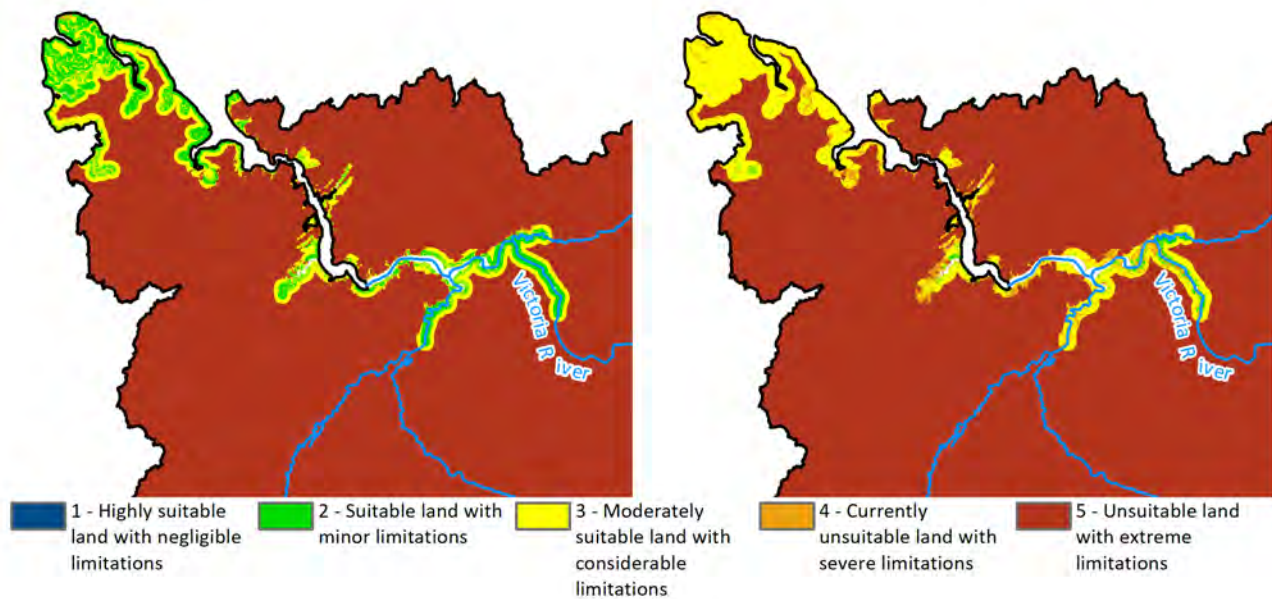 Victoria River
Victoria River
1 - Highly suitable
land with negligible
limitations
2 - Suitable land with
minor limitations
3 - Moderately
suitable land with
considerable
limitations
4 - Currently
unsuitable land with
severe limitations
5 - Unsuitable land
with extreme
limitations